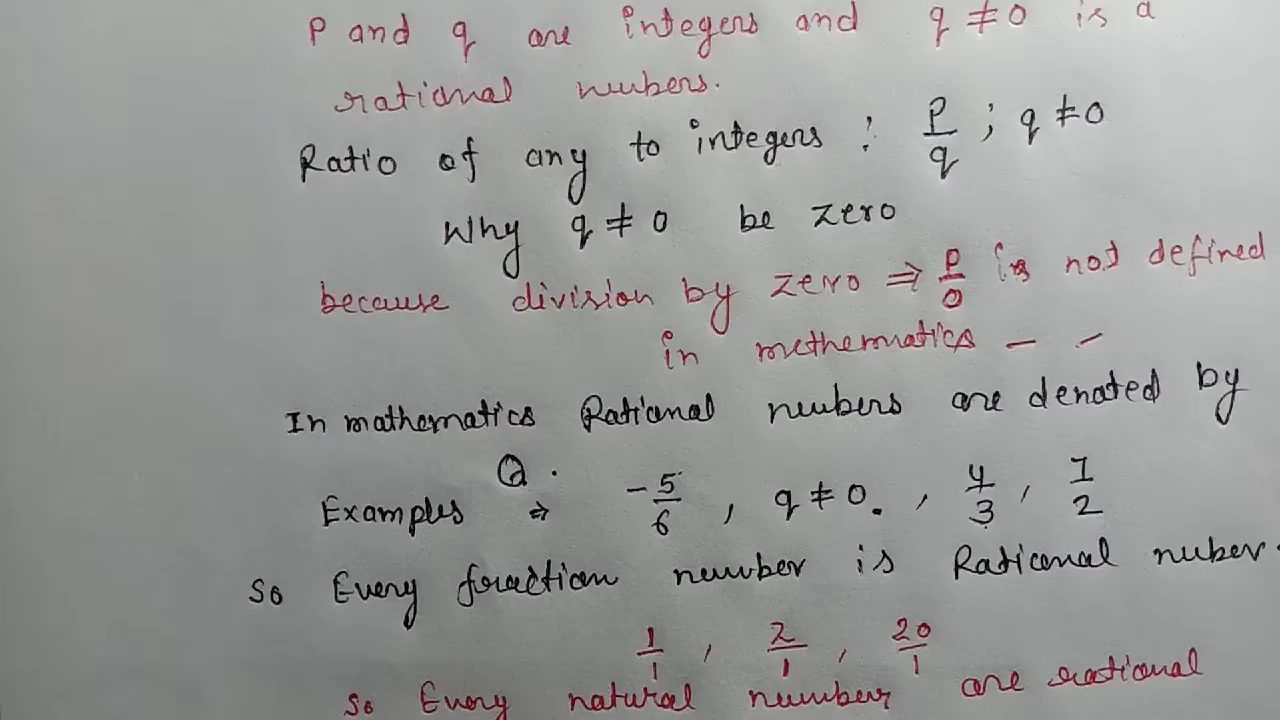 P and q are integers and q ≠ 0 is a
rational nubers.
Ratio of any to integers : P/q ; q ≠ 0
Why q ≠ 0 be zero
because division by zero ⇒ P/0 is not defined
in methematics - -
In mathematics Rational numbers are denoted by
Q.
Examples ⇒ -5/6 , q ≠ 0. , 4/3 , 1/2
So Every fraction number is Rational nuber.
1/1 , 2/1 , 20/1
So Every natural number are rational